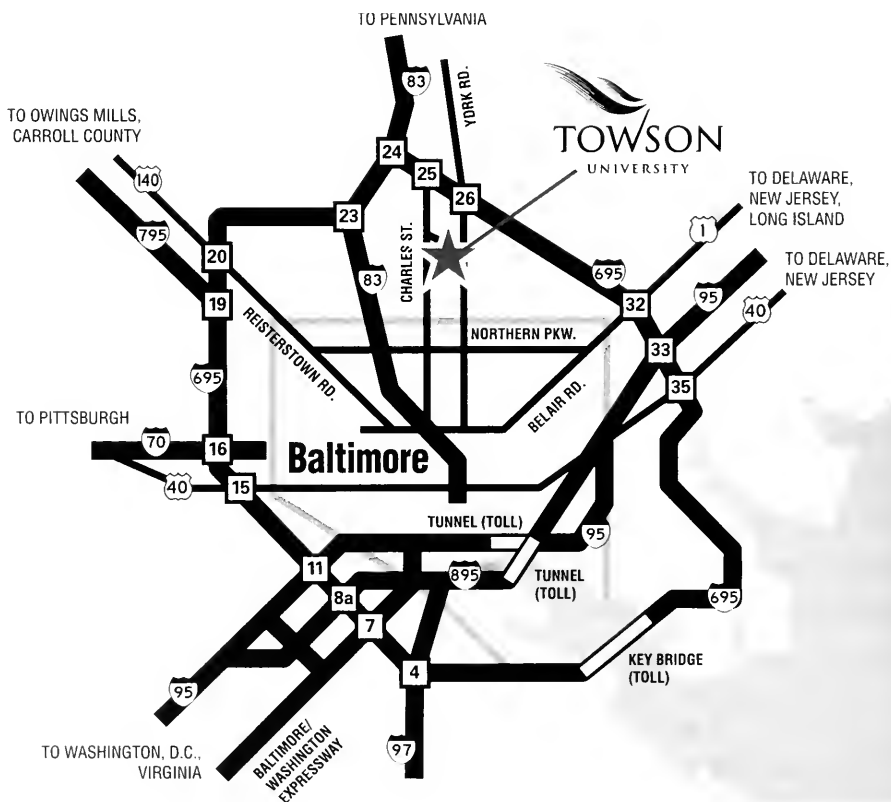 TO PENNSYLVANIA
83
YDRK RD.
TOWSON
UNIVERSITY
TO OWINGS MILLS,
CARROLL COUNTY
140
795
24
25
26
23
20
19
TO DELAWARE,
NEW JERSEY,
LONG ISLAND
1
TO DELAWARE,
NEW JERSEY
95
40
695
32
33
35
83
CHARLES ST.
REISTERSTOWN RD.
NORTHERN PKW.
BELAIR RD.
695
TO PITTSBURGH
70
16
40
15
Baltimore
TUNNEL (TOLL)
95
11
895
TUNNEL
(TOLL)
8a
7
4
695
KEY BRIDGE
(TOLL)
95
97
TO WASHINGTON, D.C.,
VIRGINIA
BALTIMORE/
WASHINGTON
EXPRESSWAY